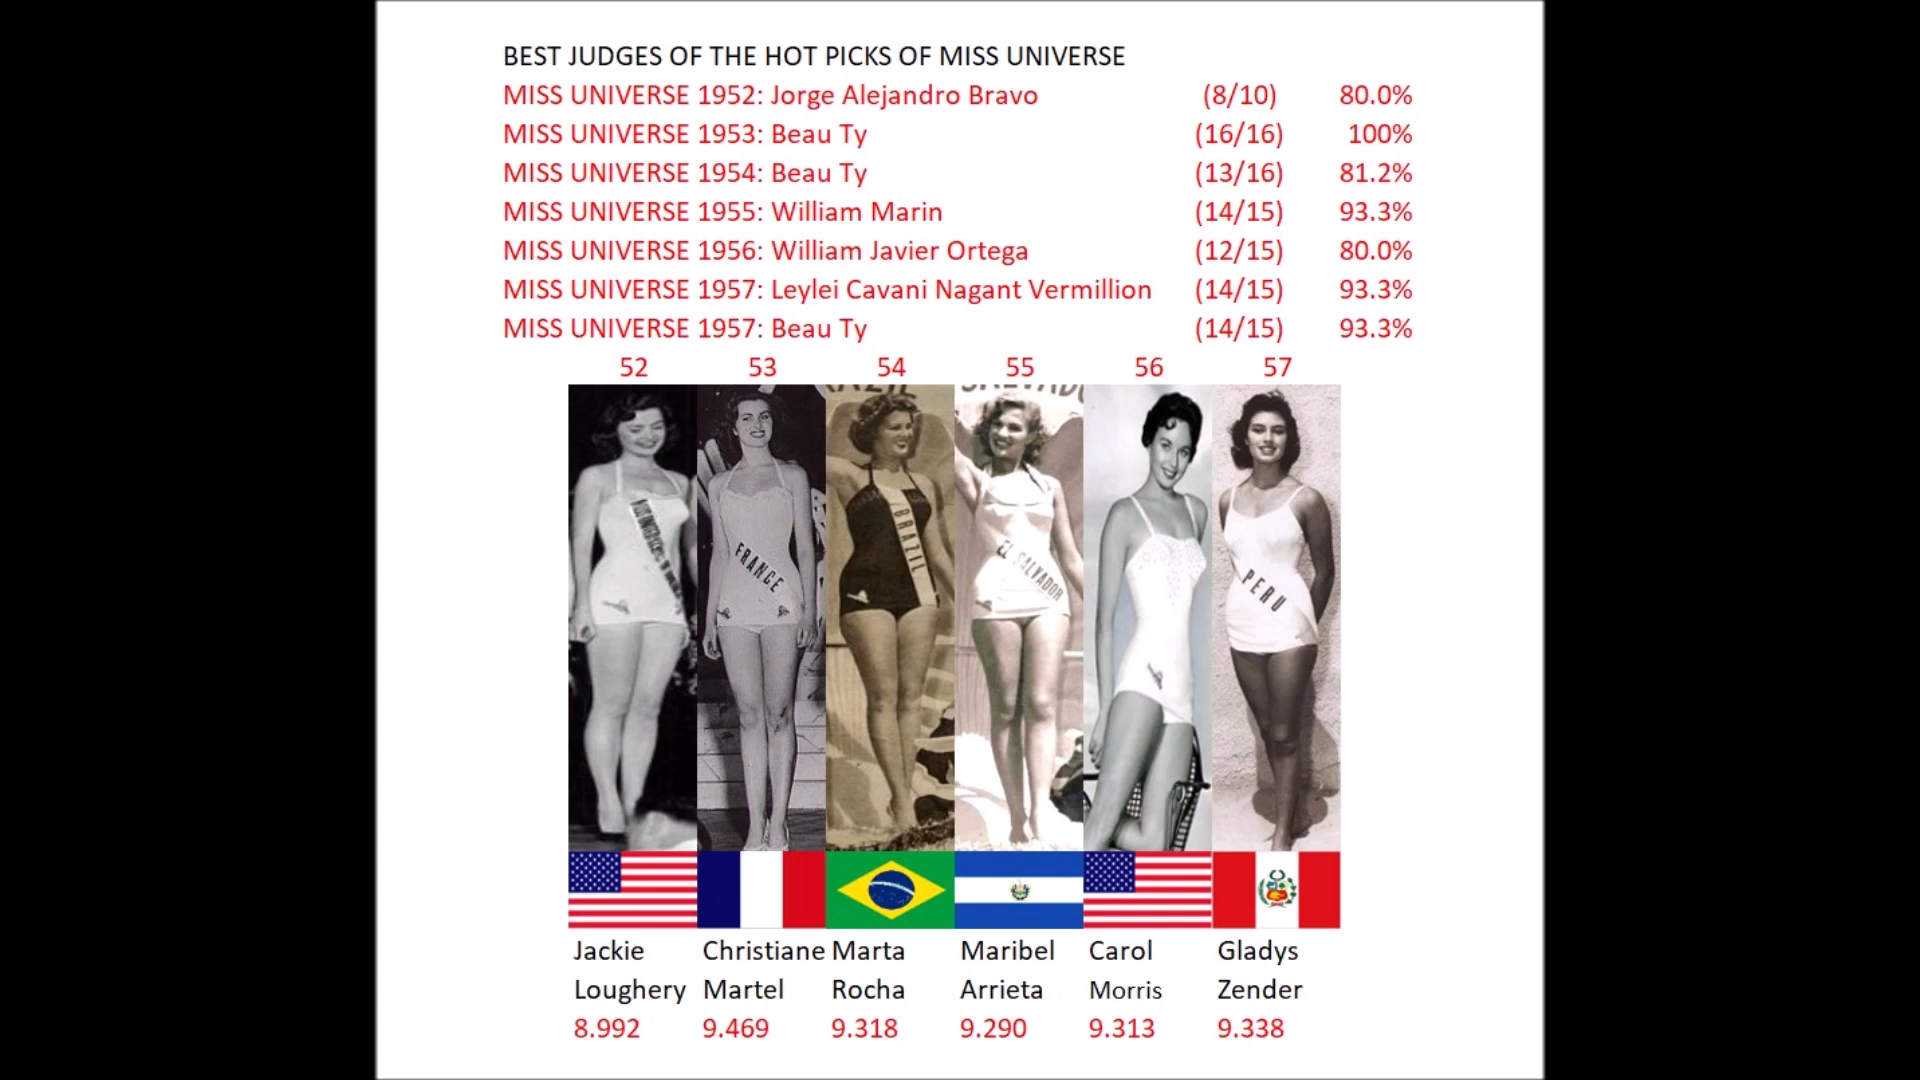 BEST JUDGES OF THE HOT PICKS OF MISS UNIVERSE
MISS UNIVERSE 1952: Jorge Alejandro Bravo (8/10) 80.0%
MISS UNIVERSE 1953: Beau Ty (16/16) 100%
MISS UNIVERSE 1954: Beau Ty (13/16) 81.2%
MISS UNIVERSE 1955: William Marin (14/15) 93.3%
MISS UNIVERSE 1956: William Javier Ortega (12/15) 80.0%
MISS UNIVERSE 1957: Leylei Cavani Nagant Vermillion (14/15) 93.3%
MISS UNIVERSE 1957: Beau Ty (14/15) 93.3%
52 53 54 55 56 57
FRANCE
BRAZIL
EL SALVADOR
PERU
Jackie Christiane Marta Maribel Carol Gladys
Loughery Martel Rocha Arrieta Morris Zender
8.992 9.469 9.318 9.290 9.313 9.338